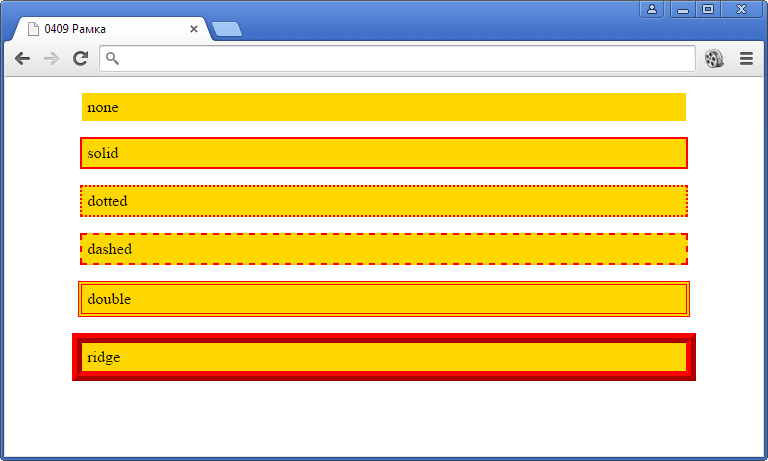 0409 Рамка
none
solid
dotted
dashed
double
ridge